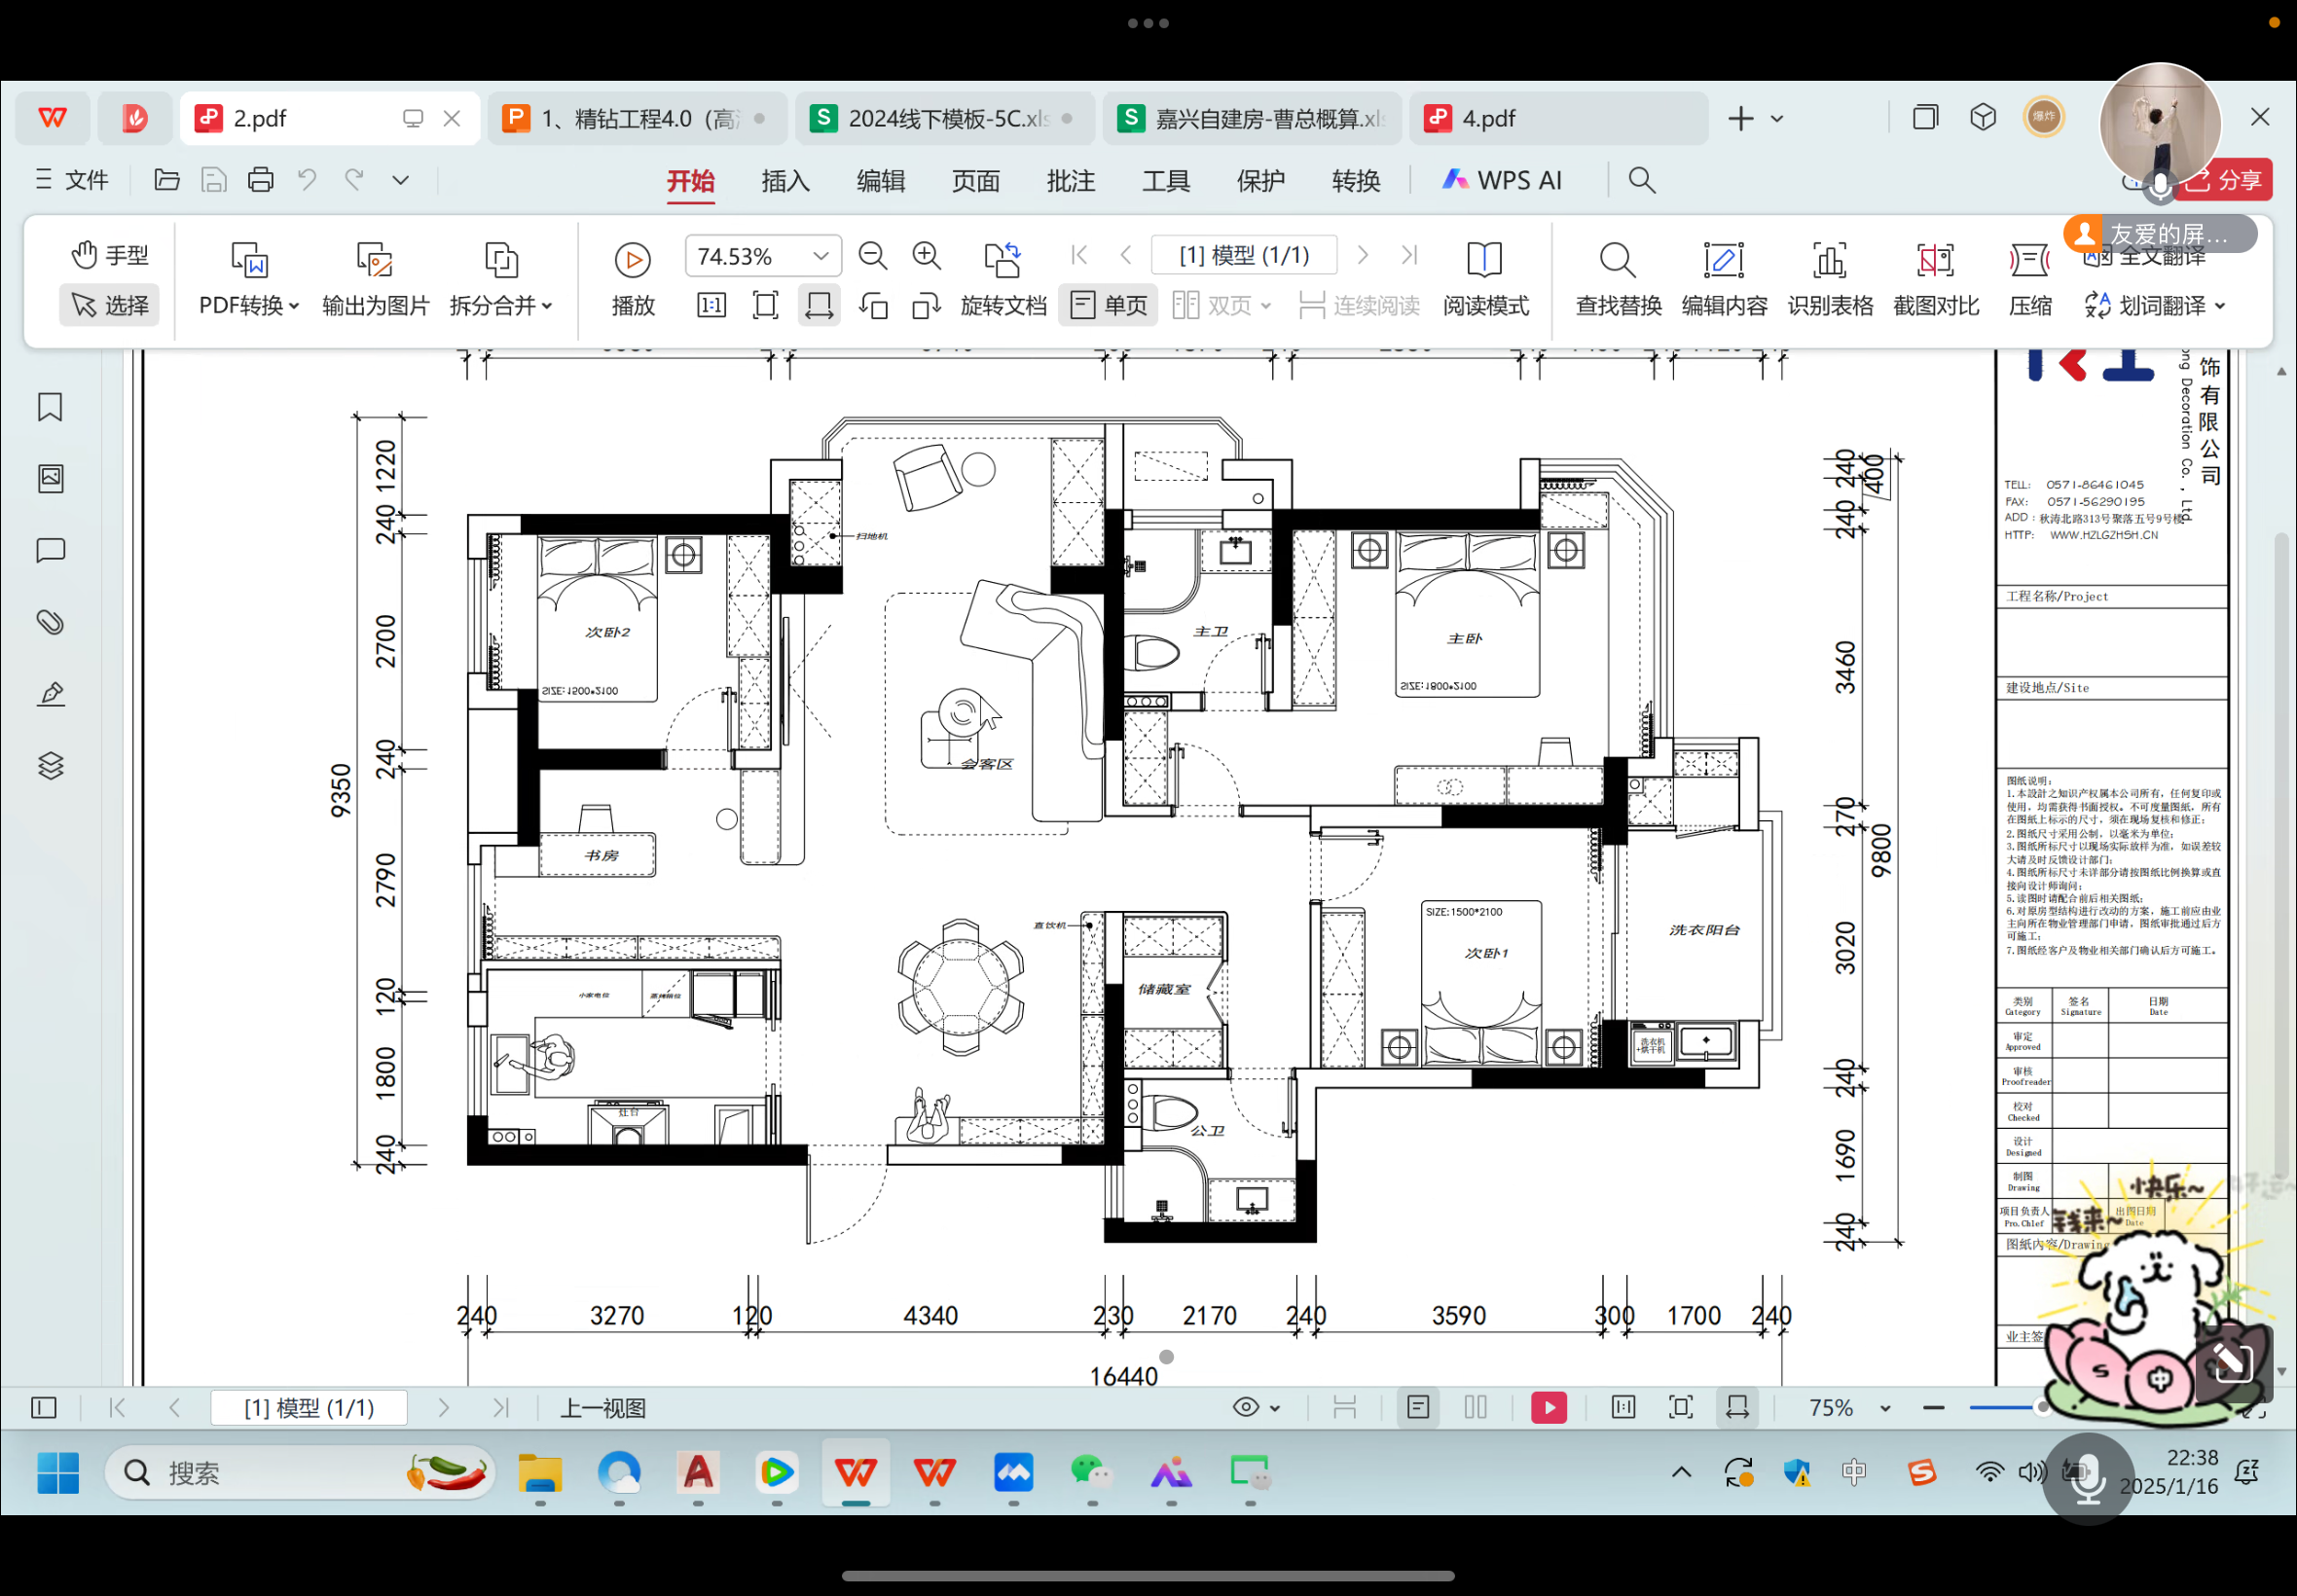 2.pdf
1、精钻工程4.0（高
2024线下模板-5C.xls
嘉兴自建房-曹总概算.xls
4.pdf
爆炸
文件
开始
插入
编辑
页面
批注
工具
保护
转换
WPS AI
分享
友爱的屏...
手型
选择
PDF转换
输出为图片
拆分合并
播放
74.53%
旋转文档
[1] 模型 (1/1)
单页
双页
连续阅读
阅读模式
查找替换
编辑内容
识别表格
截图对比
压缩
全文翻译
划词翻译
1220
240
2700
240
2790
120
1800
240
9350
扫地机
次卧2
SIZE:1500*2100
主卫
主卧
SIZE:1800*2100
会客区
书房
直饮机
储藏室
SIZE:1500*2100
次卧1
洗衣阳台
洗衣机
+烘干机
小家电位
灶台
公卫
240
400
240
3460
270
3020
240
1690
240
9800
240
3270
120
4340
230
2170
240
3590
300
1700
240
16440
饰有限公司
ong Decoration Co. , Ltd.
TELL: 0571-86461045
FAX: 0571-56290195
ADD：秋涛北路313号聚落五号9号楼
HTTP: WWW.HZLGZHSH.CN
工程名称/Project
建设地点/Site
图纸说明：
1.本設計之知识产权属本公司所有，任何复印或
使用，均需获得书面授权。不可度量图纸，所有
在图纸上标示的尺寸，须在现场复核和修正；
2.图纸尺寸采用公制，以毫米为单位；
3.图纸所标尺寸以现场实际放样为准，如误差较
大请及时反馈设计部门；
4.图纸所标尺寸未详部分请按图纸比例换算或直
接向设计师询问；
5.读图时请配合前后相关图纸；
6.对原房型结构进行改动的方案，施工前应由业
主向所在物业管理部门申请，图纸审批通过后方
可施工；
7.图纸经客户及物业相关部门确认后方可施工。
类别 签名 日期
Category Signature Date
审定
Approved
审核
Proofreader
校对
Checked
设计
Designed
制图
Drawing
项目负责人 出图日期
Pro.Chlef Date
图纸内容/Drawing
业主签
快乐~
钱来~
好运~
[1] 模型 (1/1)
上一视图
75%
搜索
中
22:38
2025/1/16